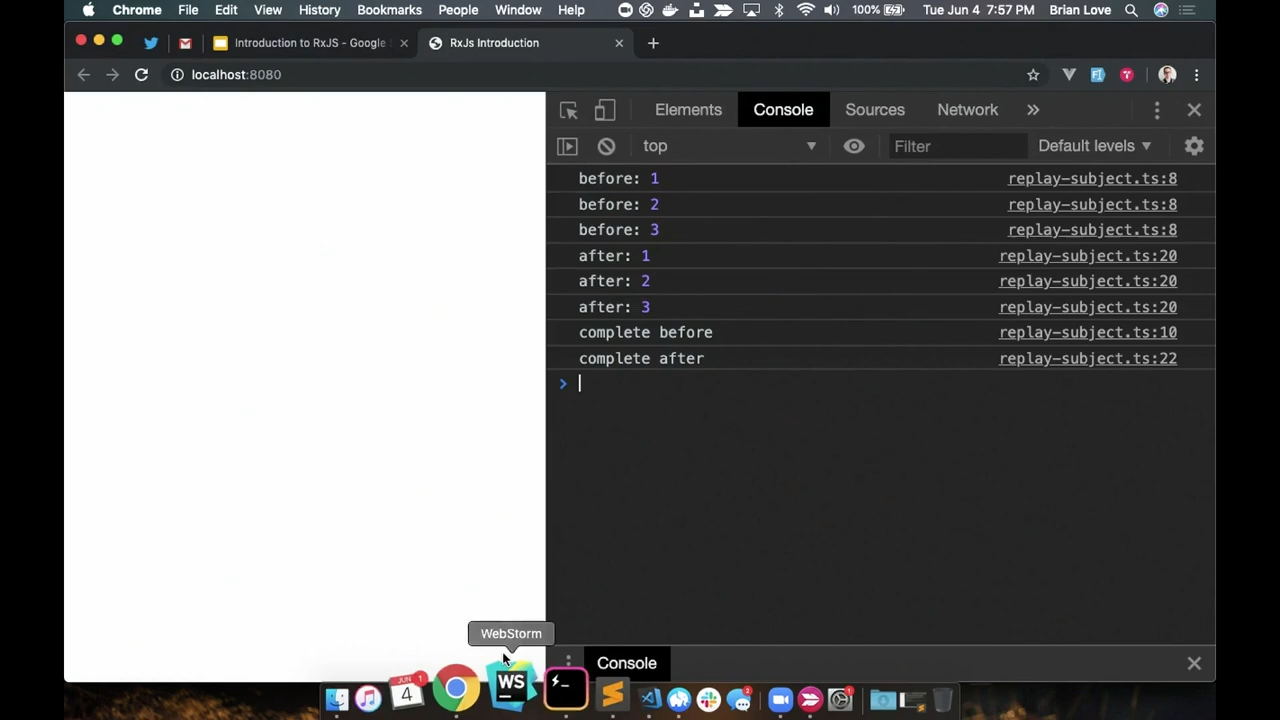 Chrome File Edit View History Bookmarks People Window Help 100% Tue Jun 4 7:57 PM Brian Love
Introduction to RxJS - Google RxJs Introduction
localhost:8080
Elements Console Sources Network
top Filter Default levels
before: 1 replay-subject.ts:8
before: 2 replay-subject.ts:8
before: 3 replay-subject.ts:8
after: 1 replay-subject.ts:20
after: 2 replay-subject.ts:20
after: 3 replay-subject.ts:20
complete before replay-subject.ts:10
complete after replay-subject.ts:22
WebStorm
Console
JUN 1
4
WS